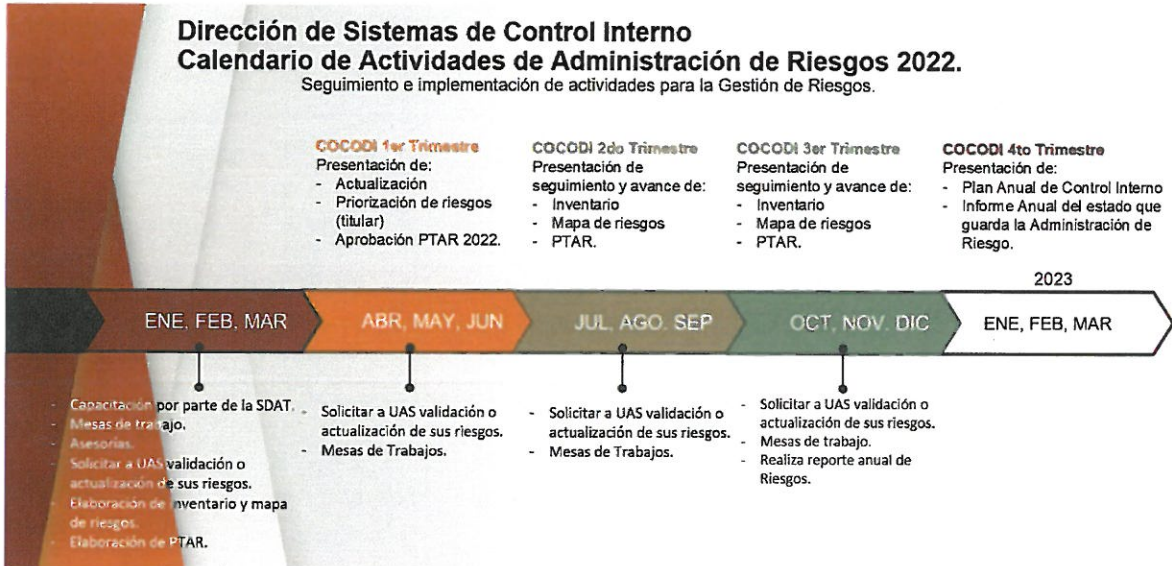 Dirección de Sistemas de Control Interno
Calendario de Actividades de Administración de Riesgos 2022.
Seguimiento e implementación de actividades para la Gestión de Riesgos.
COCODI 1er Trimestre
Presentación de:
- Actualización
- Priorización de riesgos
(titular)
- Aprobación PTAR 2022.
COCODI 2do Trimestre
Presentación de
seguimiento y avance de:
- Inventario
- Mapa de riesgos
- PTAR.
COCODI 3er Trimestre
Presentación de
seguimiento y avance de:
- Inventario
- Mapa de riesgos
- PTAR.
COCODI 4to Trimestre
Presentación de:
- Plan Anual de Control Interno
- Informe Anual del estado que
guarda la Administración de
Riesgo.
2023
ENE, FEB, MAR
ABR, MAY, JUN
JUL, AGO. SEP
OCT, NOV. DIC
ENE, FEB, MAR
- Capacitación por parte de la SDAT.
- Mesas de trabajo.
- Asesorías.
- Solicitar a UAS validación o
actualización de sus riesgos.
- Elaboración de inventario y mapa
de riesgos.
- Elaboración de PTAR.
- Solicitar a UAS validación o
actualización de sus riesgos.
- Mesas de Trabajos.
- Solicitar a UAS validación o
actualización de sus riesgos.
- Mesas de Trabajos.
- Solicitar a UAS validación o
actualización de sus riesgos.
- Mesas de trabajo.
- Realiza reporte anual de
Riesgos.